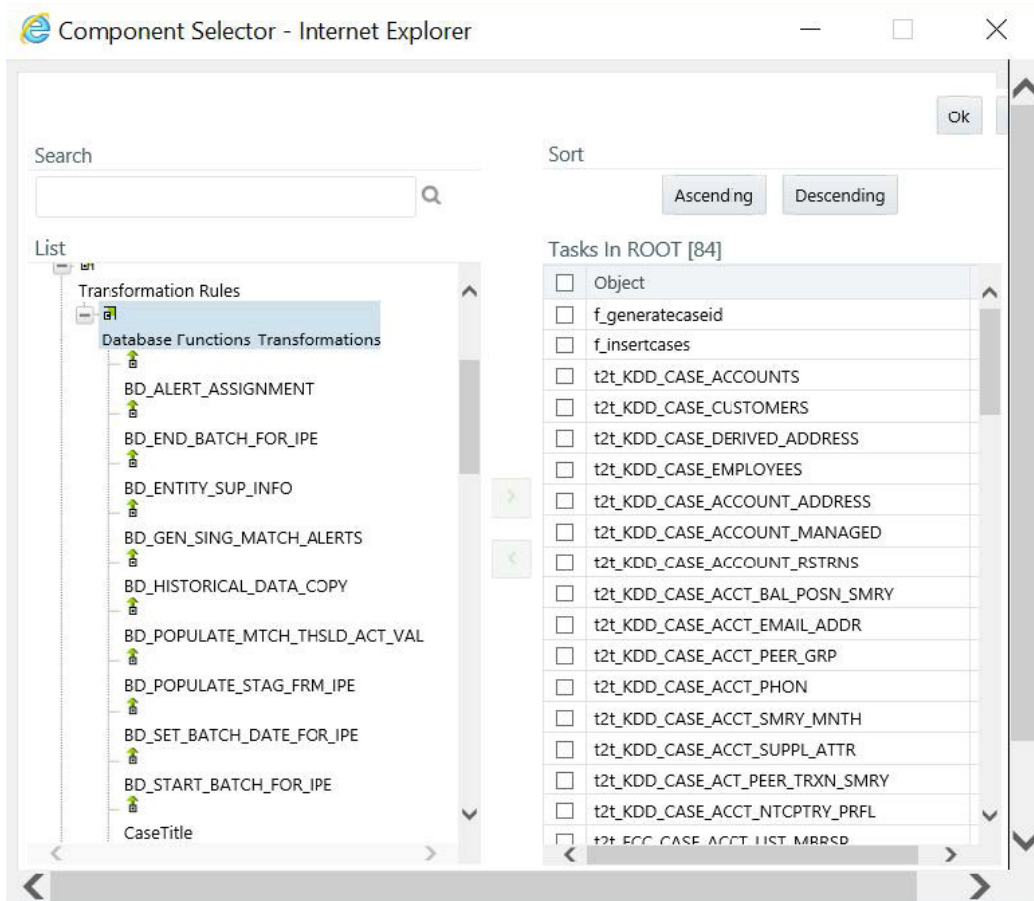 Component Selector - Internet Explorer
Ok
Search
Sort
Ascending Descending
List
Transformation Rules
Database Functions Transformations
BD_ALERT_ASSIGNMENT
BD_END_BATCH_FOR_IPE
BD_ENTITY_SUP_INFO
BD_GEN_SING_MATCH_ALERTS
BD_HISTORICAL_DATA_COPY
BD_POPULATE_MTCH_THSLD_ACT_VAL
BD_POPULATE_STAG_FRM_IPE
BD_SET_BATCH_DATE_FOR_IPE
BD_START_BATCH_FOR_IPE
CaseTitle
Tasks In ROOT [84]
Object
f_generatecaseid
f_insertcases
t2t_KDD_CASE_ACCOUNTS
t2t_KDD_CASE_CUSTOMERS
t2t_KDD_CASE_DERIVED_ADDRESS
t2t_KDD_CASE_EMPLOYEES
t2t_KDD_CASE_ACCOUNT_ADDRESS
t2t_KDD_CASE_ACCOUNT_MANAGED
t2t_KDD_CASE_ACCOUNT_RSTRNS
t2t_KDD_CASE_ACCT_BAL_POSN_SMRY
t2t_KDD_CASE_ACCT_EMAIL_ADDR
t2t_KDD_CASE_ACCT_PEER_GRP
t2t_KDD_CASE_ACCT_PHON
t2t_KDD_CASE_ACCT_SMRY_MNTH
t2t_KDD_CASE_ACCT_SUPPL_ATTR
t2t_KDD_CASE_ACT_PEER_TRXN_SMRY
t2t_KDD_CASE_ACCT_NTCPTRY_PRFL